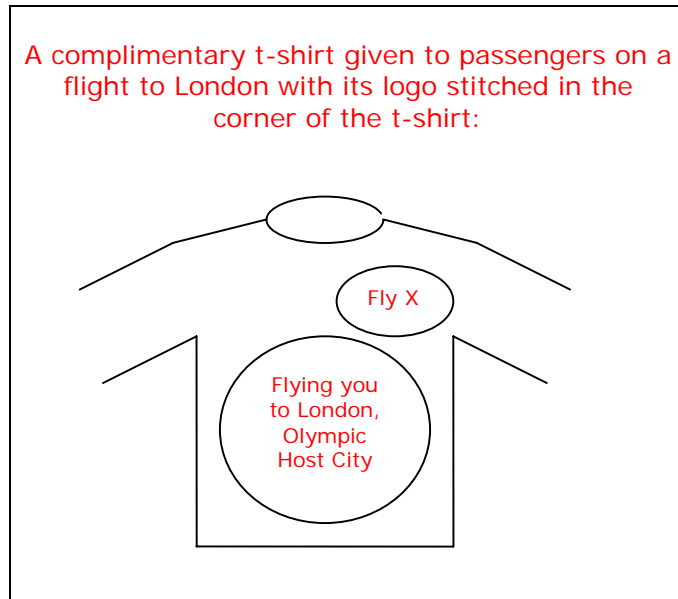 A complimentary t-shirt given to passengers on a
flight to London with its logo stitched in the
corner of the t-shirt:
Fly X
Flying you
to London,
Olympic
Host City